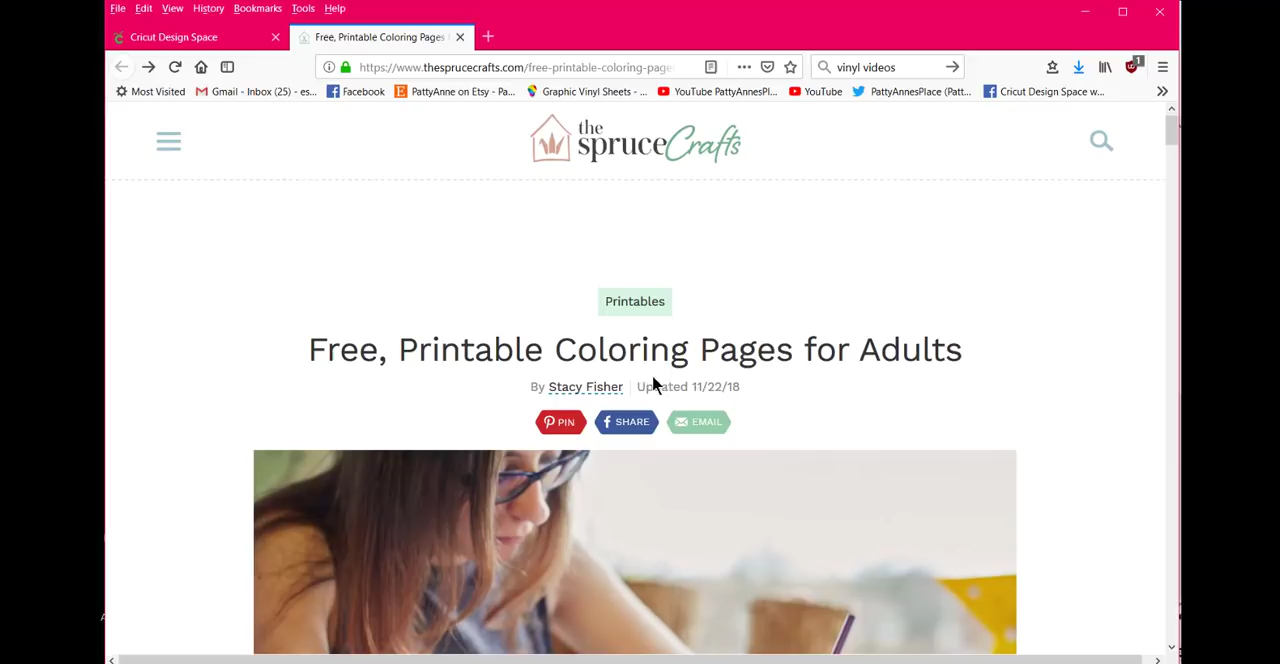 File Edit View History Bookmarks Tools Help
Cricut Design Space Free, Printable Coloring Pages
https://www.thesprucecrafts.com/free-printable-coloring-page vinyl videos 1
Most Visited Gmail - Inbox (25) - es... Facebook PattyAnne on Etsy - Pa... Graphic Vinyl Sheets - ... YouTube PattyAnnesPl... YouTube PattyAnnesPlace (Patt... Cricut Design Space w...
the
spruceCrafts
Printables
Free, Printable Coloring Pages for Adults
By Stacy Fisher Updated 11/22/18
PIN SHARE EMAIL